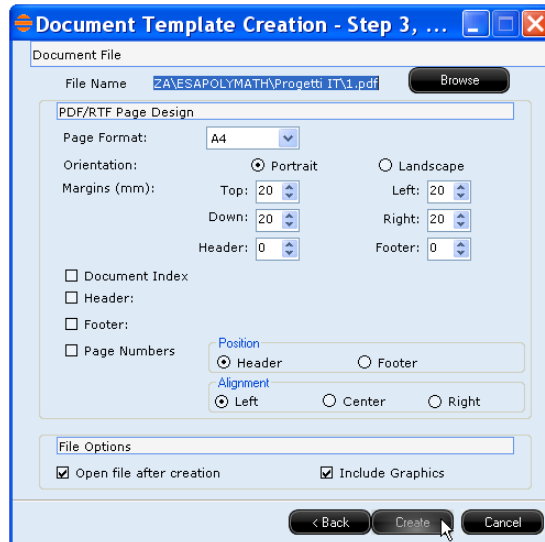 Document Template Creation - Step 3, ...
Document File
File Name ZA\ESAPOLYMATH\Progetti IT\1.pdf Browse
PDF/RTF Page Design
Page Format: A4
Orientation: Portrait Landscape
Margins (mm): Top: 20 Left: 20
Down: 20 Right: 20
Header: 0 Footer: 0
Document Index
Header:
Footer:
Page Numbers Position
Header Footer
Alignment
Left Center Right
File Options
Open file after creation Include Graphics
< Back Create Cancel